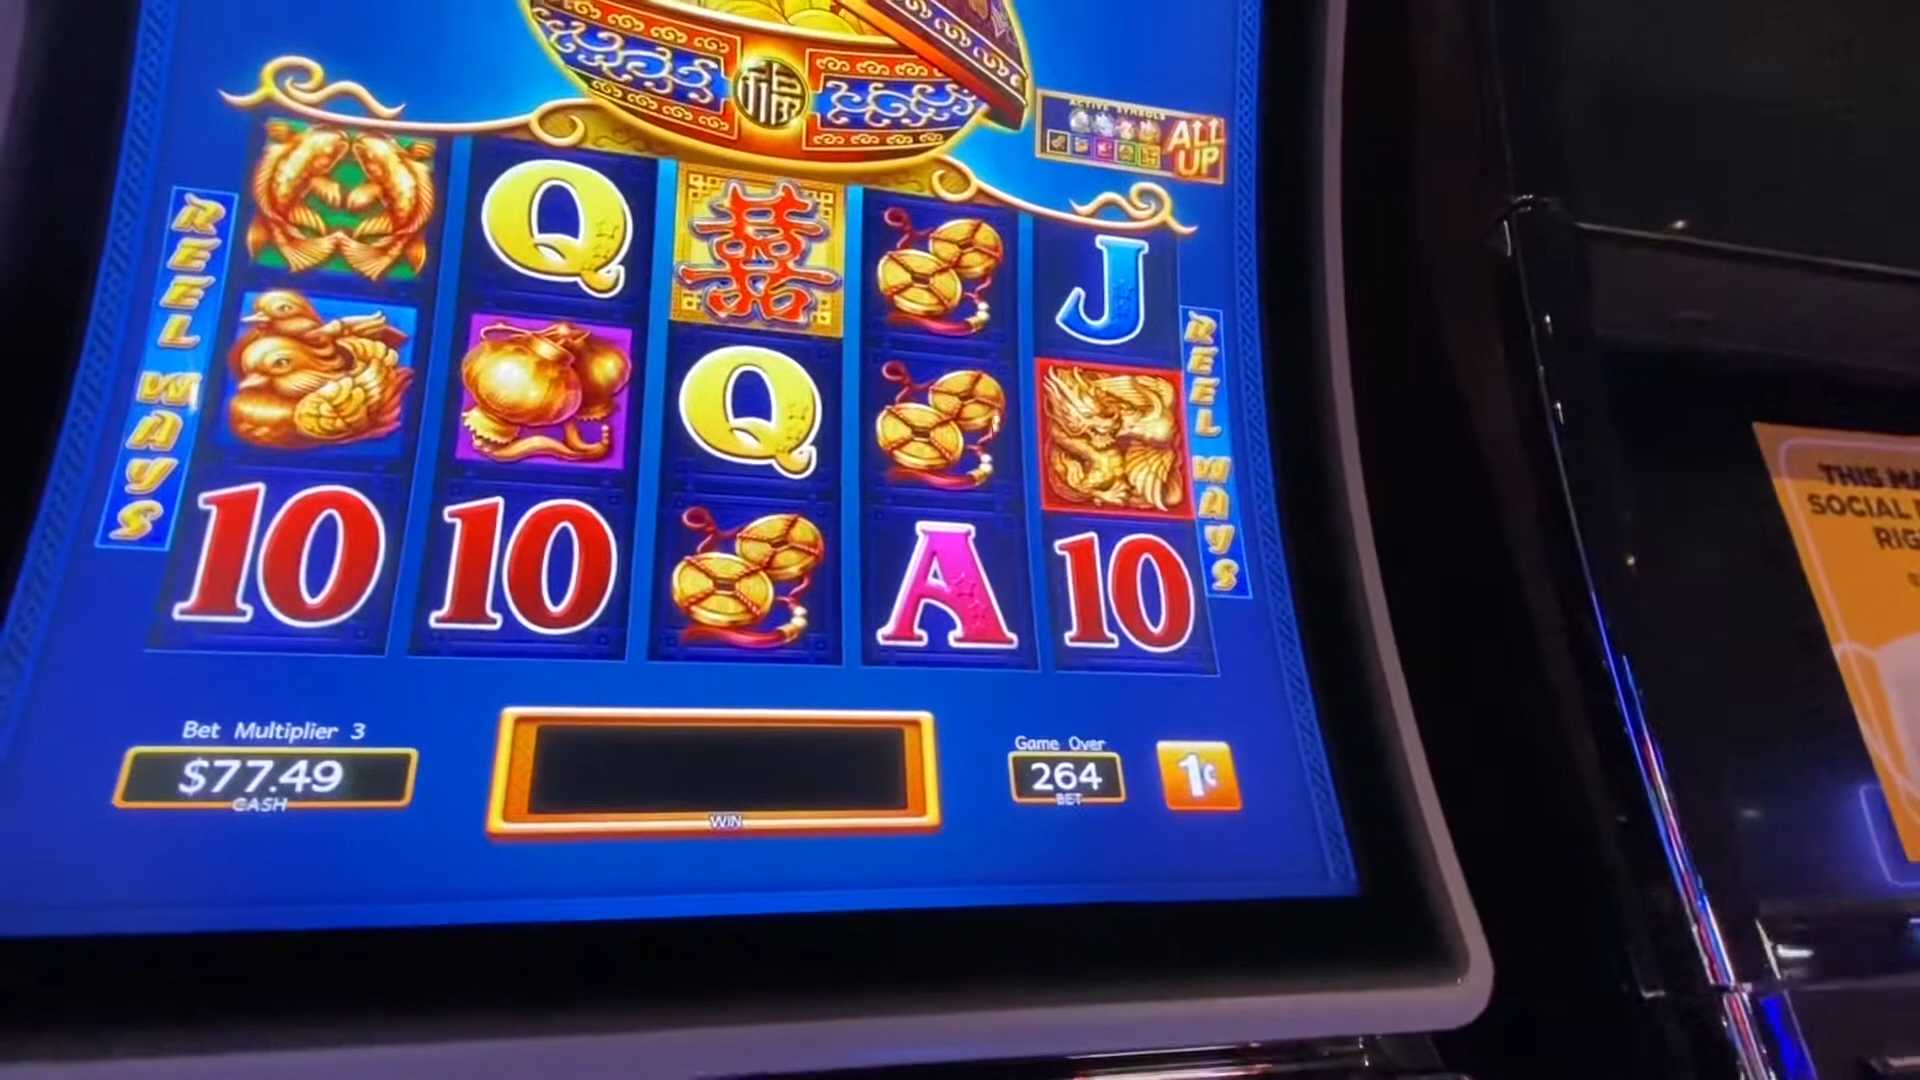 福
ACTIVE SYMBOLS
ALL UP
REEL WAYS
Q
囍
J
REEL WAYS
Q
10
10
A
10
Bet Multiplier 3
$77.49
CASH
WIN
Game Over
264
BET
1¢
THIS MA
SOCIAL
RIG